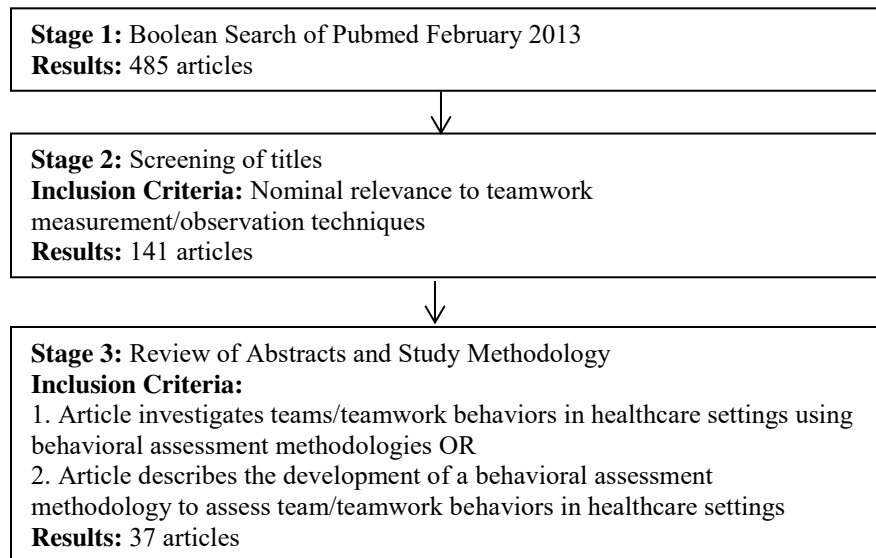 Stage 1: Boolean Search of Pubmed February 2013
Results: 485 articles
Stage 2: Screening of titles
Inclusion Criteria: Nominal relevance to teamwork
measurement/observation techniques
Results: 141 articles
Stage 3: Review of Abstracts and Study Methodology
Inclusion Criteria:
1. Article investigates teams/teamwork behaviors in healthcare settings using
behavioral assessment methodologies OR
2. Article describes the development of a behavioral assessment
methodology to assess team/teamwork behaviors in healthcare settings
Results: 37 articles